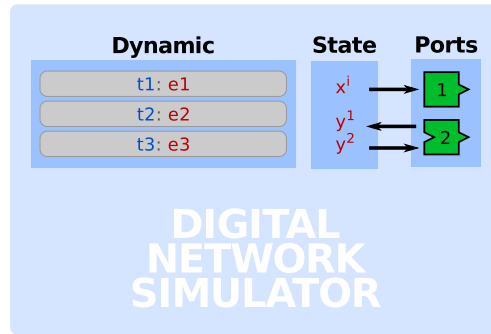 Dynamic State Ports
t1: e1
t2: e2
t3: e3
xⁱ
y¹
y²
1
2
DIGITAL
NETWORK
SIMULATOR